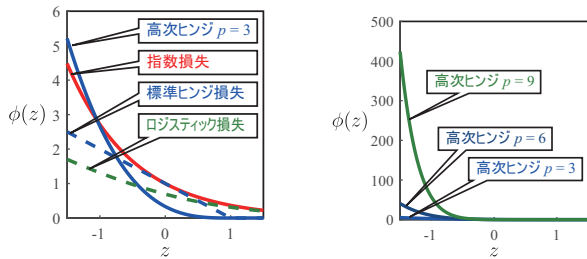 6
5
4
3
2
1
0
φ(z)
-1
0
1
z
高次ヒンジ p = 3
指数損失
標準ヒンジ損失
ロジスティック損失
500
400
300
200
100
0
φ(z)
-1
0
1
z
高次ヒンジ p = 9
高次ヒンジ p = 6
高次ヒンジ p = 3